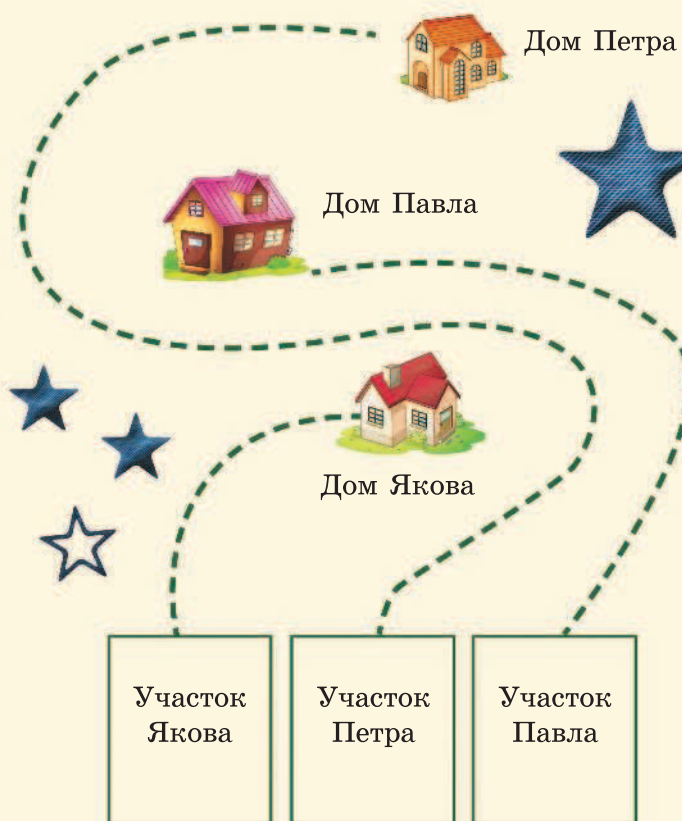 Дом Петра
Дом Павла
Дом Якова
Участок
Якова
Участок
Петра
Участок
Павла